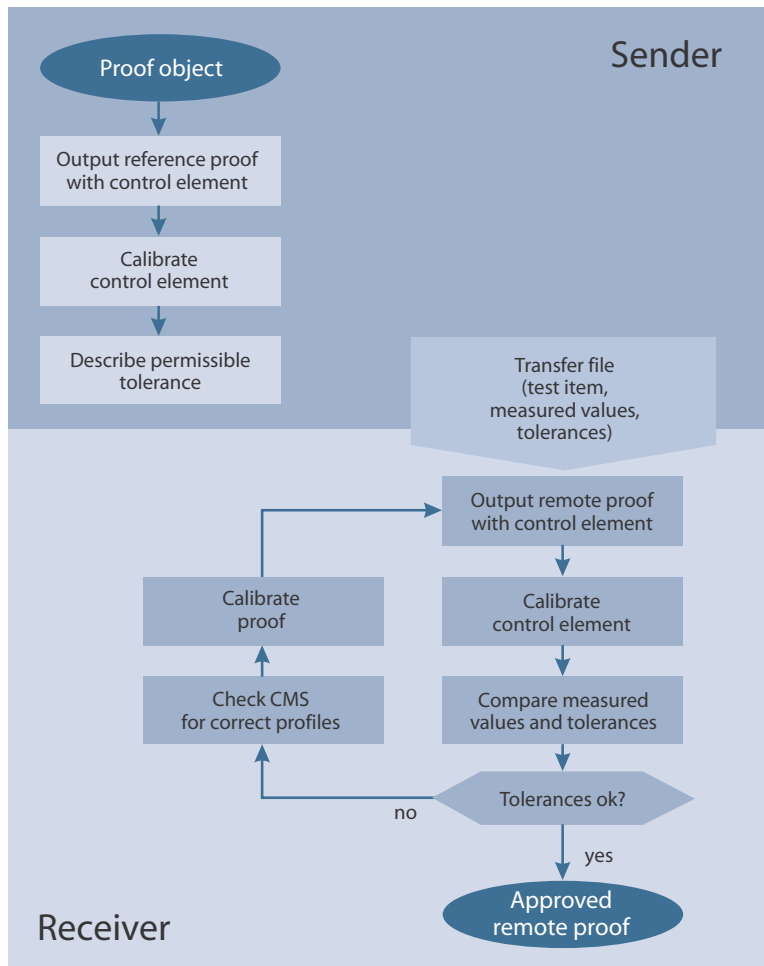 Sender
Proof object
Output reference proof
with control element
Calibrate
control element
Describe permissible
tolerance
Transfer file
(test item,
measured values,
tolerances)
Output remote proof
with control element
Calibrate
control element
Compare measured
values and tolerances
Tolerances ok?
no
yes
Check CMS
for correct profiles
Calibrate
proof
Approved
remote proof
Receiver